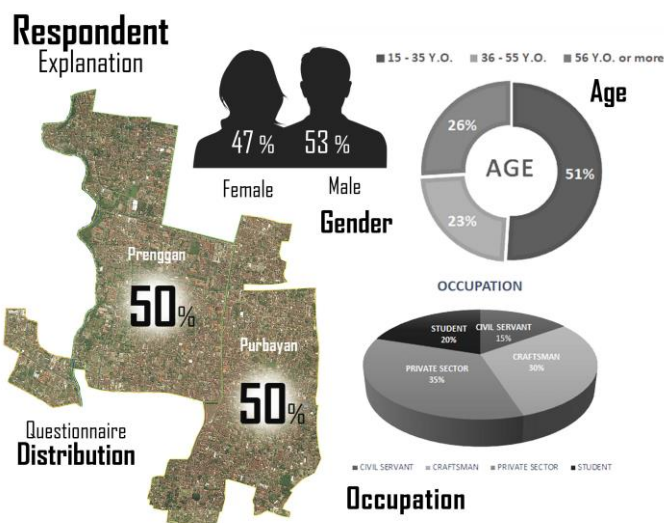 Respondent
Explanation
47 %
53 %
Female
Male
Gender
15 - 35 Y.O.
36 - 55 Y.O.
56 Y.O. or more
Age
26%
AGE
51%
23%
Prenggan
50%
Purbayan
50%
Questionnaire
Distribution
OCCUPATION
STUDENT
20%
CIVIL SERVANT
15%
CRAFTSMAN
30%
PRIVATE SECTOR
35%
CIVIL SERVANT
CRAFTSMAN
PRIVATE SECTOR
STUDENT
Occupation